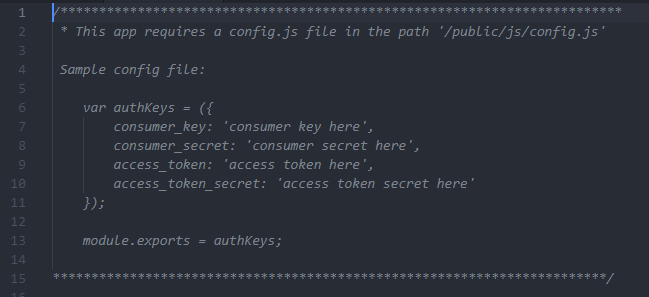 1 /*************************************************************************
2 * This app requires a config.js file in the path '/public/js/config.js'
3
4 Sample config file:
5
6 var authKeys = ({
7 consumer_key: 'consumer key here',
8 consumer_secret: 'consumer secret here',
9 access_token: 'access token here',
10 access_token_secret: 'access token secret here'
11 });
12
13 module.exports = authKeys;
14
15 ************************************************************************/
16